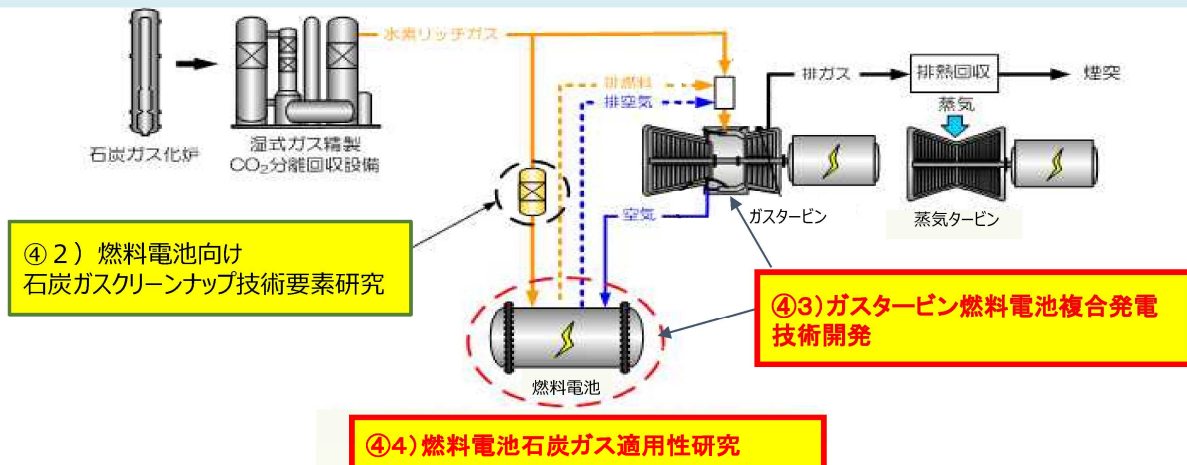 水素リッチガス
排燃料
排空気
排ガス
排熱回収
煙突
蒸気
石炭ガス化炉
湿式ガス精製
CO₂分離回収設備
空気
ガスタービン
蒸気タービン
④２）燃料電池向け
石炭ガスクリーンナップ技術要素研究
④3)ガスタービン燃料電池複合発電
技術開発
燃料電池
④4)燃料電池石炭ガス適用性研究